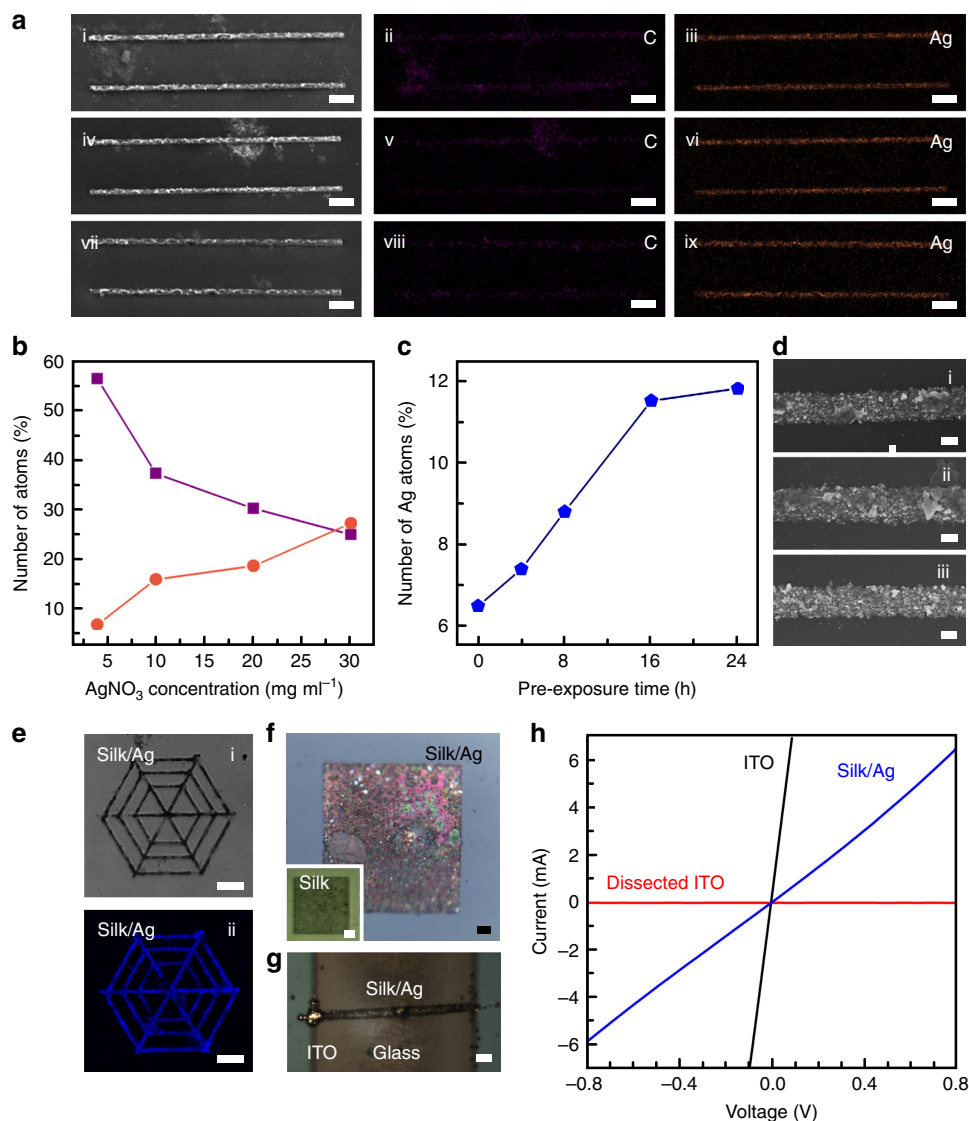 a
i
ii
C
iii
Ag
iv
v
C
vi
Ag
vii
viii
C
ix
Ag
b
60
50
40
30
20
10
Number of atoms (%)
5
10
15
20
25
30
AgNO₃ concentration (mg ml⁻¹)
c
12
10
8
6
Number of Ag atoms (%)
0
8
16
24
Pre-exposure time (h)
d
i
ii
iii
e
Silk/Ag
i
Silk/Ag
ii
f
Silk/Ag
Silk
g
Silk/Ag
ITO
Glass
h
ITO
Silk/Ag
Dissected ITO
6
4
2
0
−2
−4
−6
Current (mA)
−0.8
−0.4
0.0
0.4
0.8
Voltage (V)